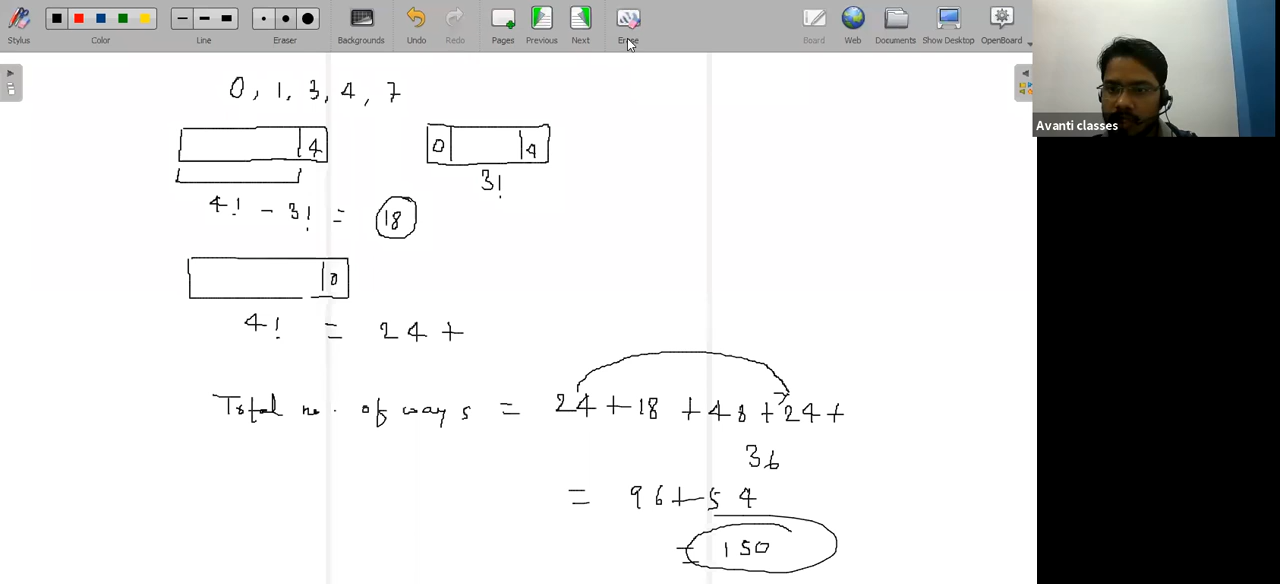 Stylus
Color
Line
Eraser
Backgrounds
Undo
Redo
Pages
Previous
Next
Erase
Board
Web
Documents
Show Desktop
OpenBoard
Avanti classes
0, 1, 3, 4, 7
4
0 4
3!
4! - 3! = 18
0
4! = 24 +
Total no. of ways = 24+18 +48+24+
36
= 96+54
= 150